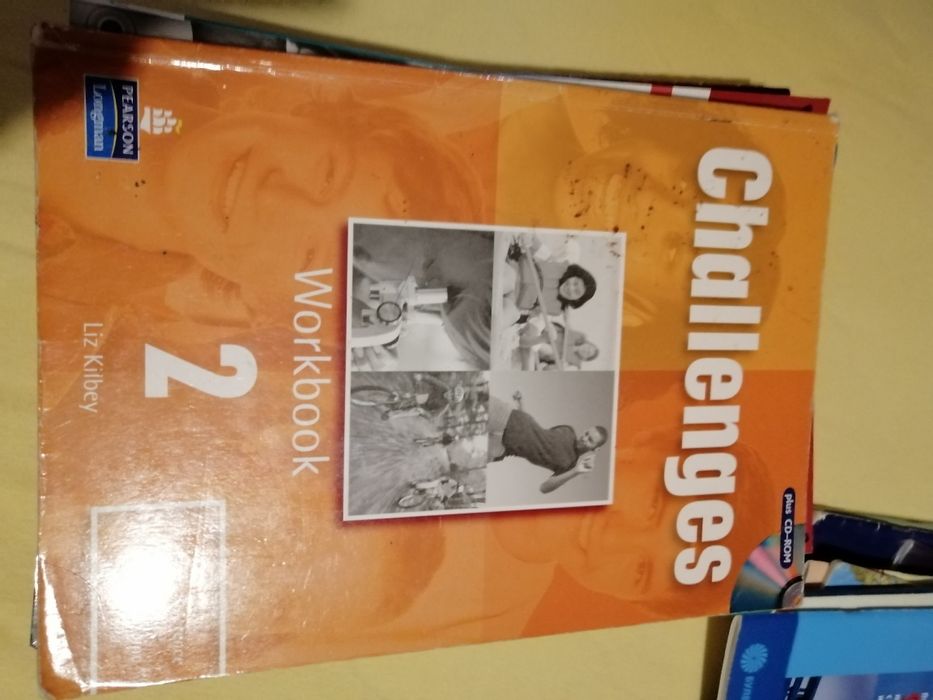 Challenges
plus CD-ROM
Workbook
2
Liz Kilbey
PEARSON
Longman